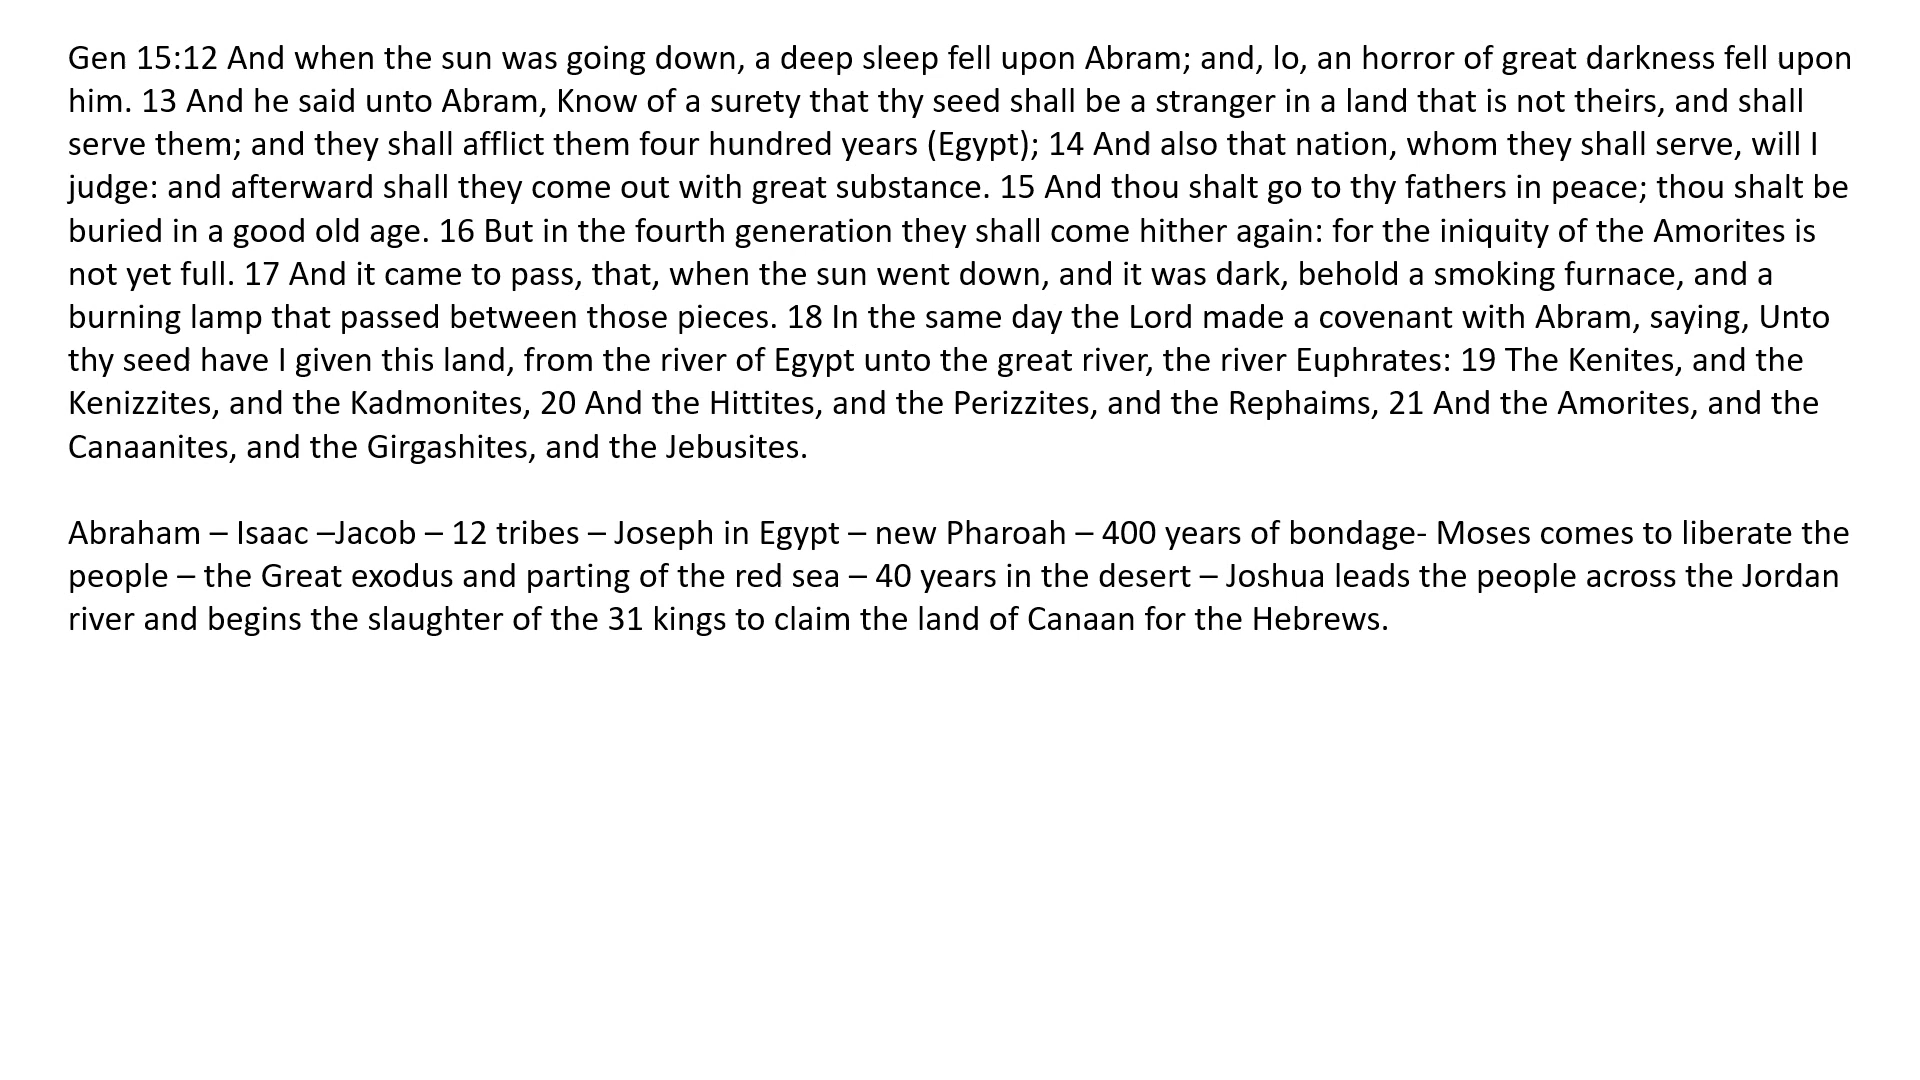 Gen 15:12 And when the sun was going down, a deep sleep fell upon Abram; and, lo, an horror of great darkness fell upon
him. 13 And he said unto Abram, Know of a surety that thy seed shall be a stranger in a land that is not theirs, and shall
serve them; and they shall afflict them four hundred years (Egypt); 14 And also that nation, whom they shall serve, will I
judge: and afterward shall they come out with great substance. 15 And thou shalt go to thy fathers in peace; thou shalt be
buried in a good old age. 16 But in the fourth generation they shall come hither again: for the iniquity of the Amorites is
not yet full. 17 And it came to pass, that, when the sun went down, and it was dark, behold a smoking furnace, and a
burning lamp that passed between those pieces. 18 In the same day the Lord made a covenant with Abram, saying, Unto
thy seed have I given this land, from the river of Egypt unto the great river, the river Euphrates: 19 The Kenites, and the
Kenizzites, and the Kadmonites, 20 And the Hittites, and the Perizzites, and the Rephaims, 21 And the Amorites, and the
Canaanites, and the Girgashites, and the Jebusites.
Abraham – Isaac –Jacob – 12 tribes – Joseph in Egypt – new Pharoah – 400 years of bondage- Moses comes to liberate the
people – the Great exodus and parting of the red sea – 40 years in the desert – Joshua leads the people across the Jordan
river and begins the slaughter of the 31 kings to claim the land of Canaan for the Hebrews.